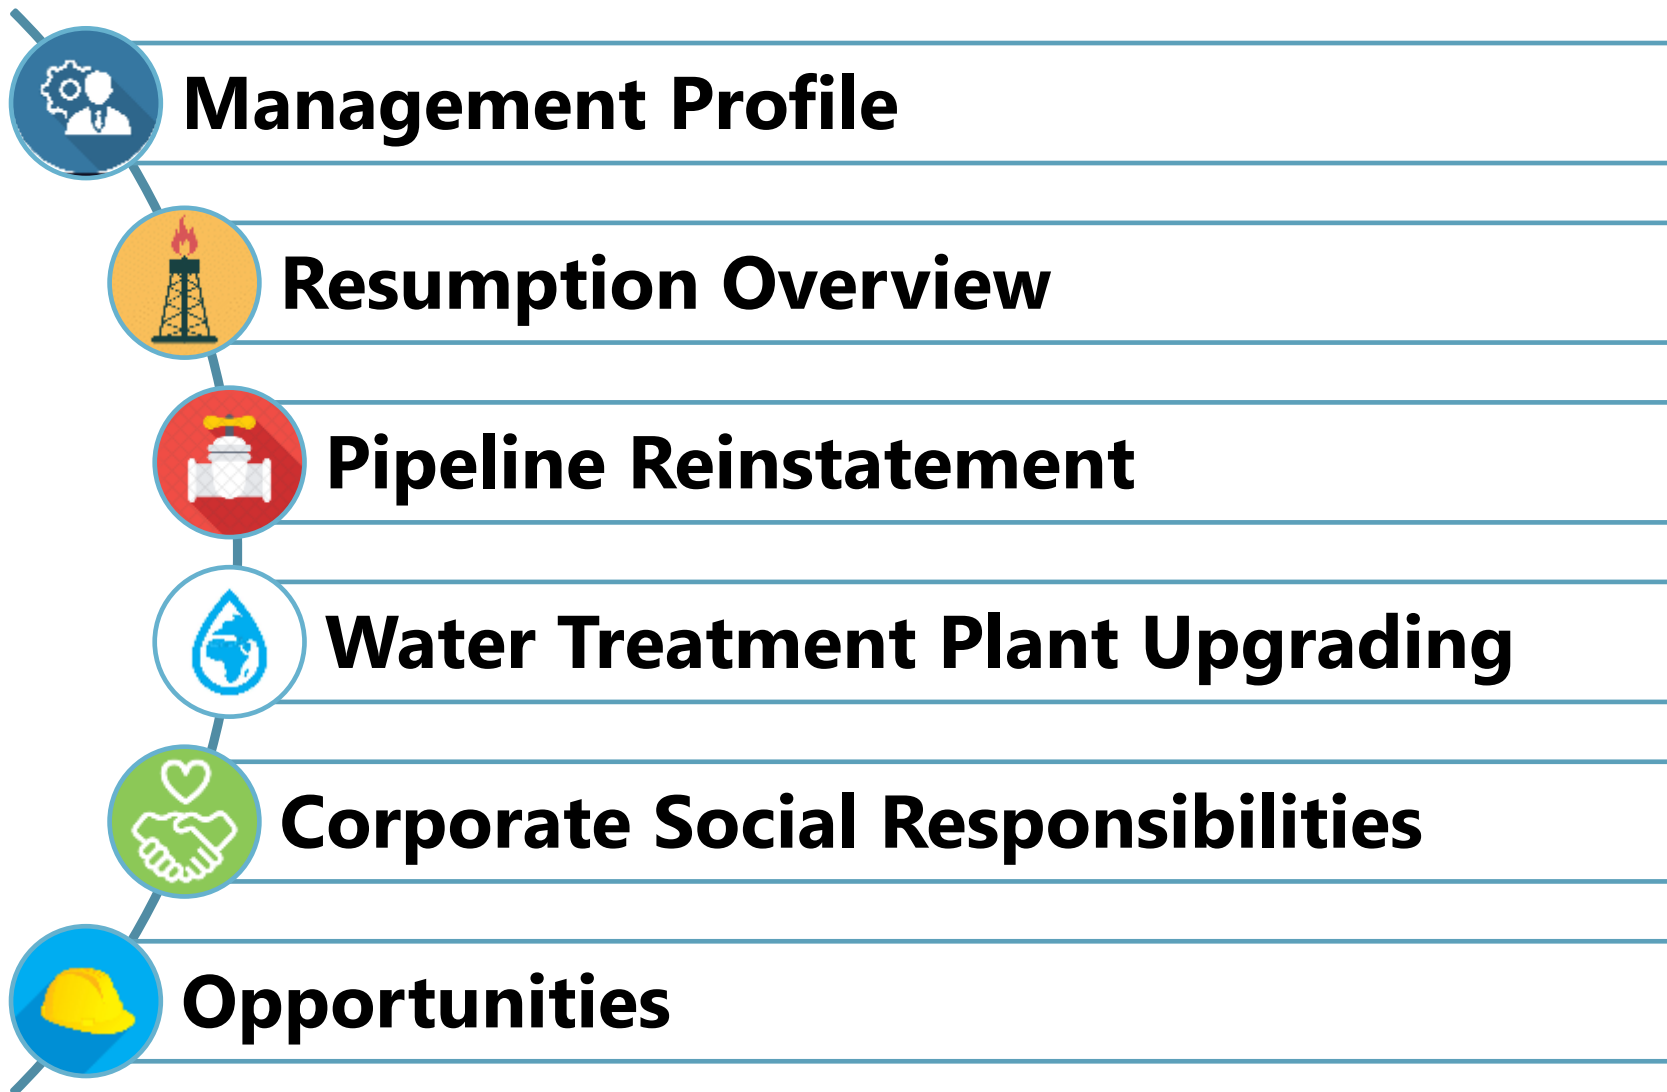 Management Profile
Resumption Overview
Pipeline Reinstatement
Water Treatment Plant Upgrading
Corporate Social Responsibilities
Opportunities